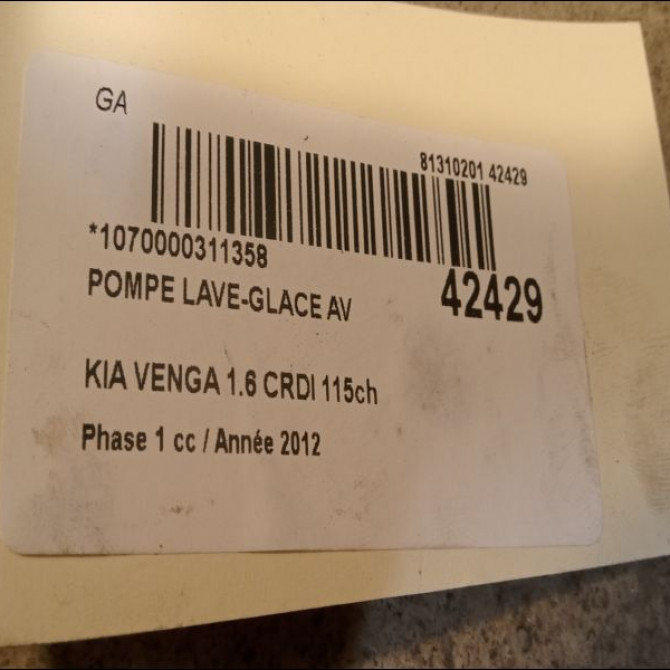 GA
81310201 42429
*1070000311358
42429
POMPE LAVE-GLACE AV
KIA VENGA 1.6 CRDI 115ch
Phase 1 cc / Année 2012